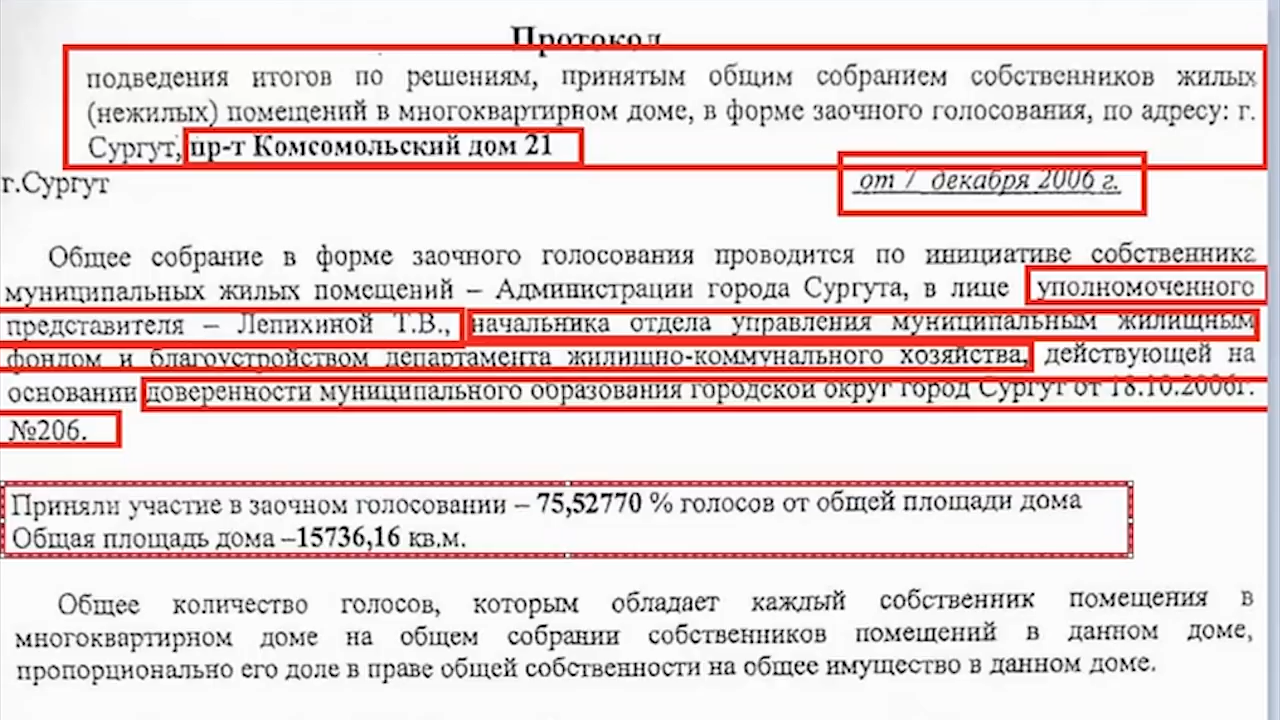 Протокол
подведения итогов по решениям, принятым общим собранием собственников жилых
(нежилых) помещений в многоквартирном доме, в форме заочного голосования, по адресу: г.
Сургут, пр-т Комсомольский дом 21
г.Сургут от 7 декабря 2006 г.
Общее собрание в форме заочного голосования проводится по инициативе собственника
муниципальных жилых помещений – Администрации города Сургута, в лице уполномоченного
представителя – Лепихиной Т.В., начальника отдела управления муниципальным жилищным
фондом и благоустройством департамента жилищно-коммунального хозяйства, действующей на
основании доверенности муниципального образования городской округ город Сургут от 18.10.2006г.
№206.
Приняли участие в заочном голосовании – 75,52770 % голосов от общей площади дома
Общая площадь дома –15736,16 кв.м.
Общее количество голосов, которым обладает каждый собственник помещения в
многоквартирном доме на общем собрании собственников помещений в данном доме,
пропорционально его доле в праве общей собственности на общее имущество в данном доме.